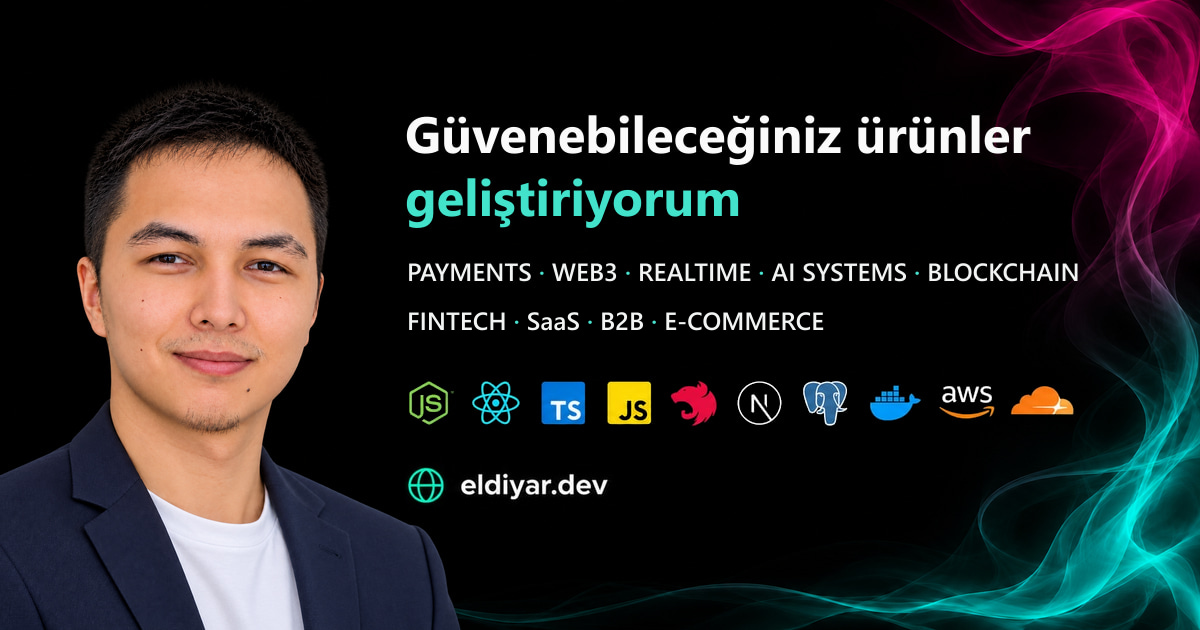 Güvenebileceğiniz ürünler
geliştiriyorum
PAYMENTS · WEB3 · REALTIME · AI SYSTEMS · BLOCKCHAIN
FINTECH · SaaS · B2B · E-COMMERCE
JS TS JS N aws
eldiyar.dev